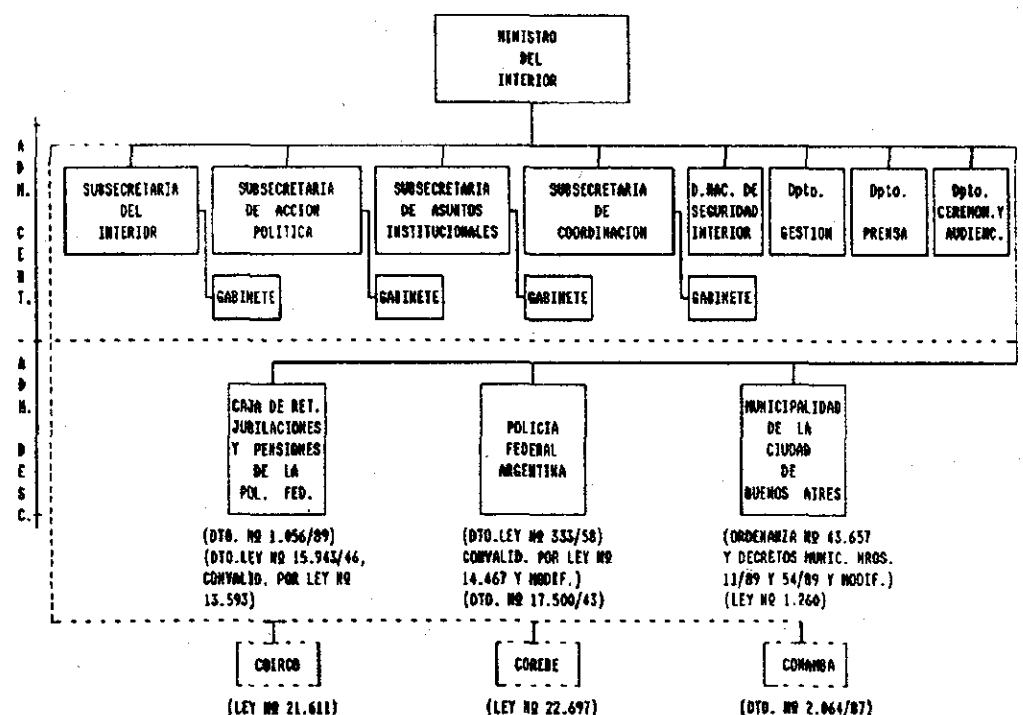 MINISTRO
DEL
INTERIOR
ADM. CENT.
SUBSECRETARIA
DEL
INTERIOR
SUBSECRETARIA
DE ACCION
POLITICA
SUBSECRETARIA
DE ASUNTOS
INSTITUCIONALES
SUBSECRETARIA
DE
COORDINACION
D.NAC. DE
SEGURIDAD
INTERIOR
Dpto.
GESTION
Dpto.
PRENSA
Dpto.
CEREMON.Y
AUDIENC.
GABINETE
GABINETE
GABINETE
GABINETE
ADM. DESC.
CAJA DE RET.
JUBILACIONES
Y PENSIONES
DE LA
POL. FED.
POLICIA
FEDERAL
ARGENTINA
MUNICIPALIDAD
DE LA
CIUDAD
DE
BUENOS AIRES
(DTO. Nº 1.056/89)
(DTO.LEY Nº 15.943/46,
CONVALID. POR LEY Nº
13.593)
(DTO.LEY Nº 333/58)
CONVALID. POR LEY Nº
14.467 Y MODIF.)
(DTO. Nº 17.500/43)
(ORDENANZA Nº 43.657
Y DECRETOS MUNIC. NROS.
11/89 Y 54/89 Y MODIF.)
(LEY Nº 1.260)
COIRCO
COREBE
CONAMBA
(LEY Nº 21.611)
(LEY Nº 22.697)
(DTO. Nº 2.064/87)